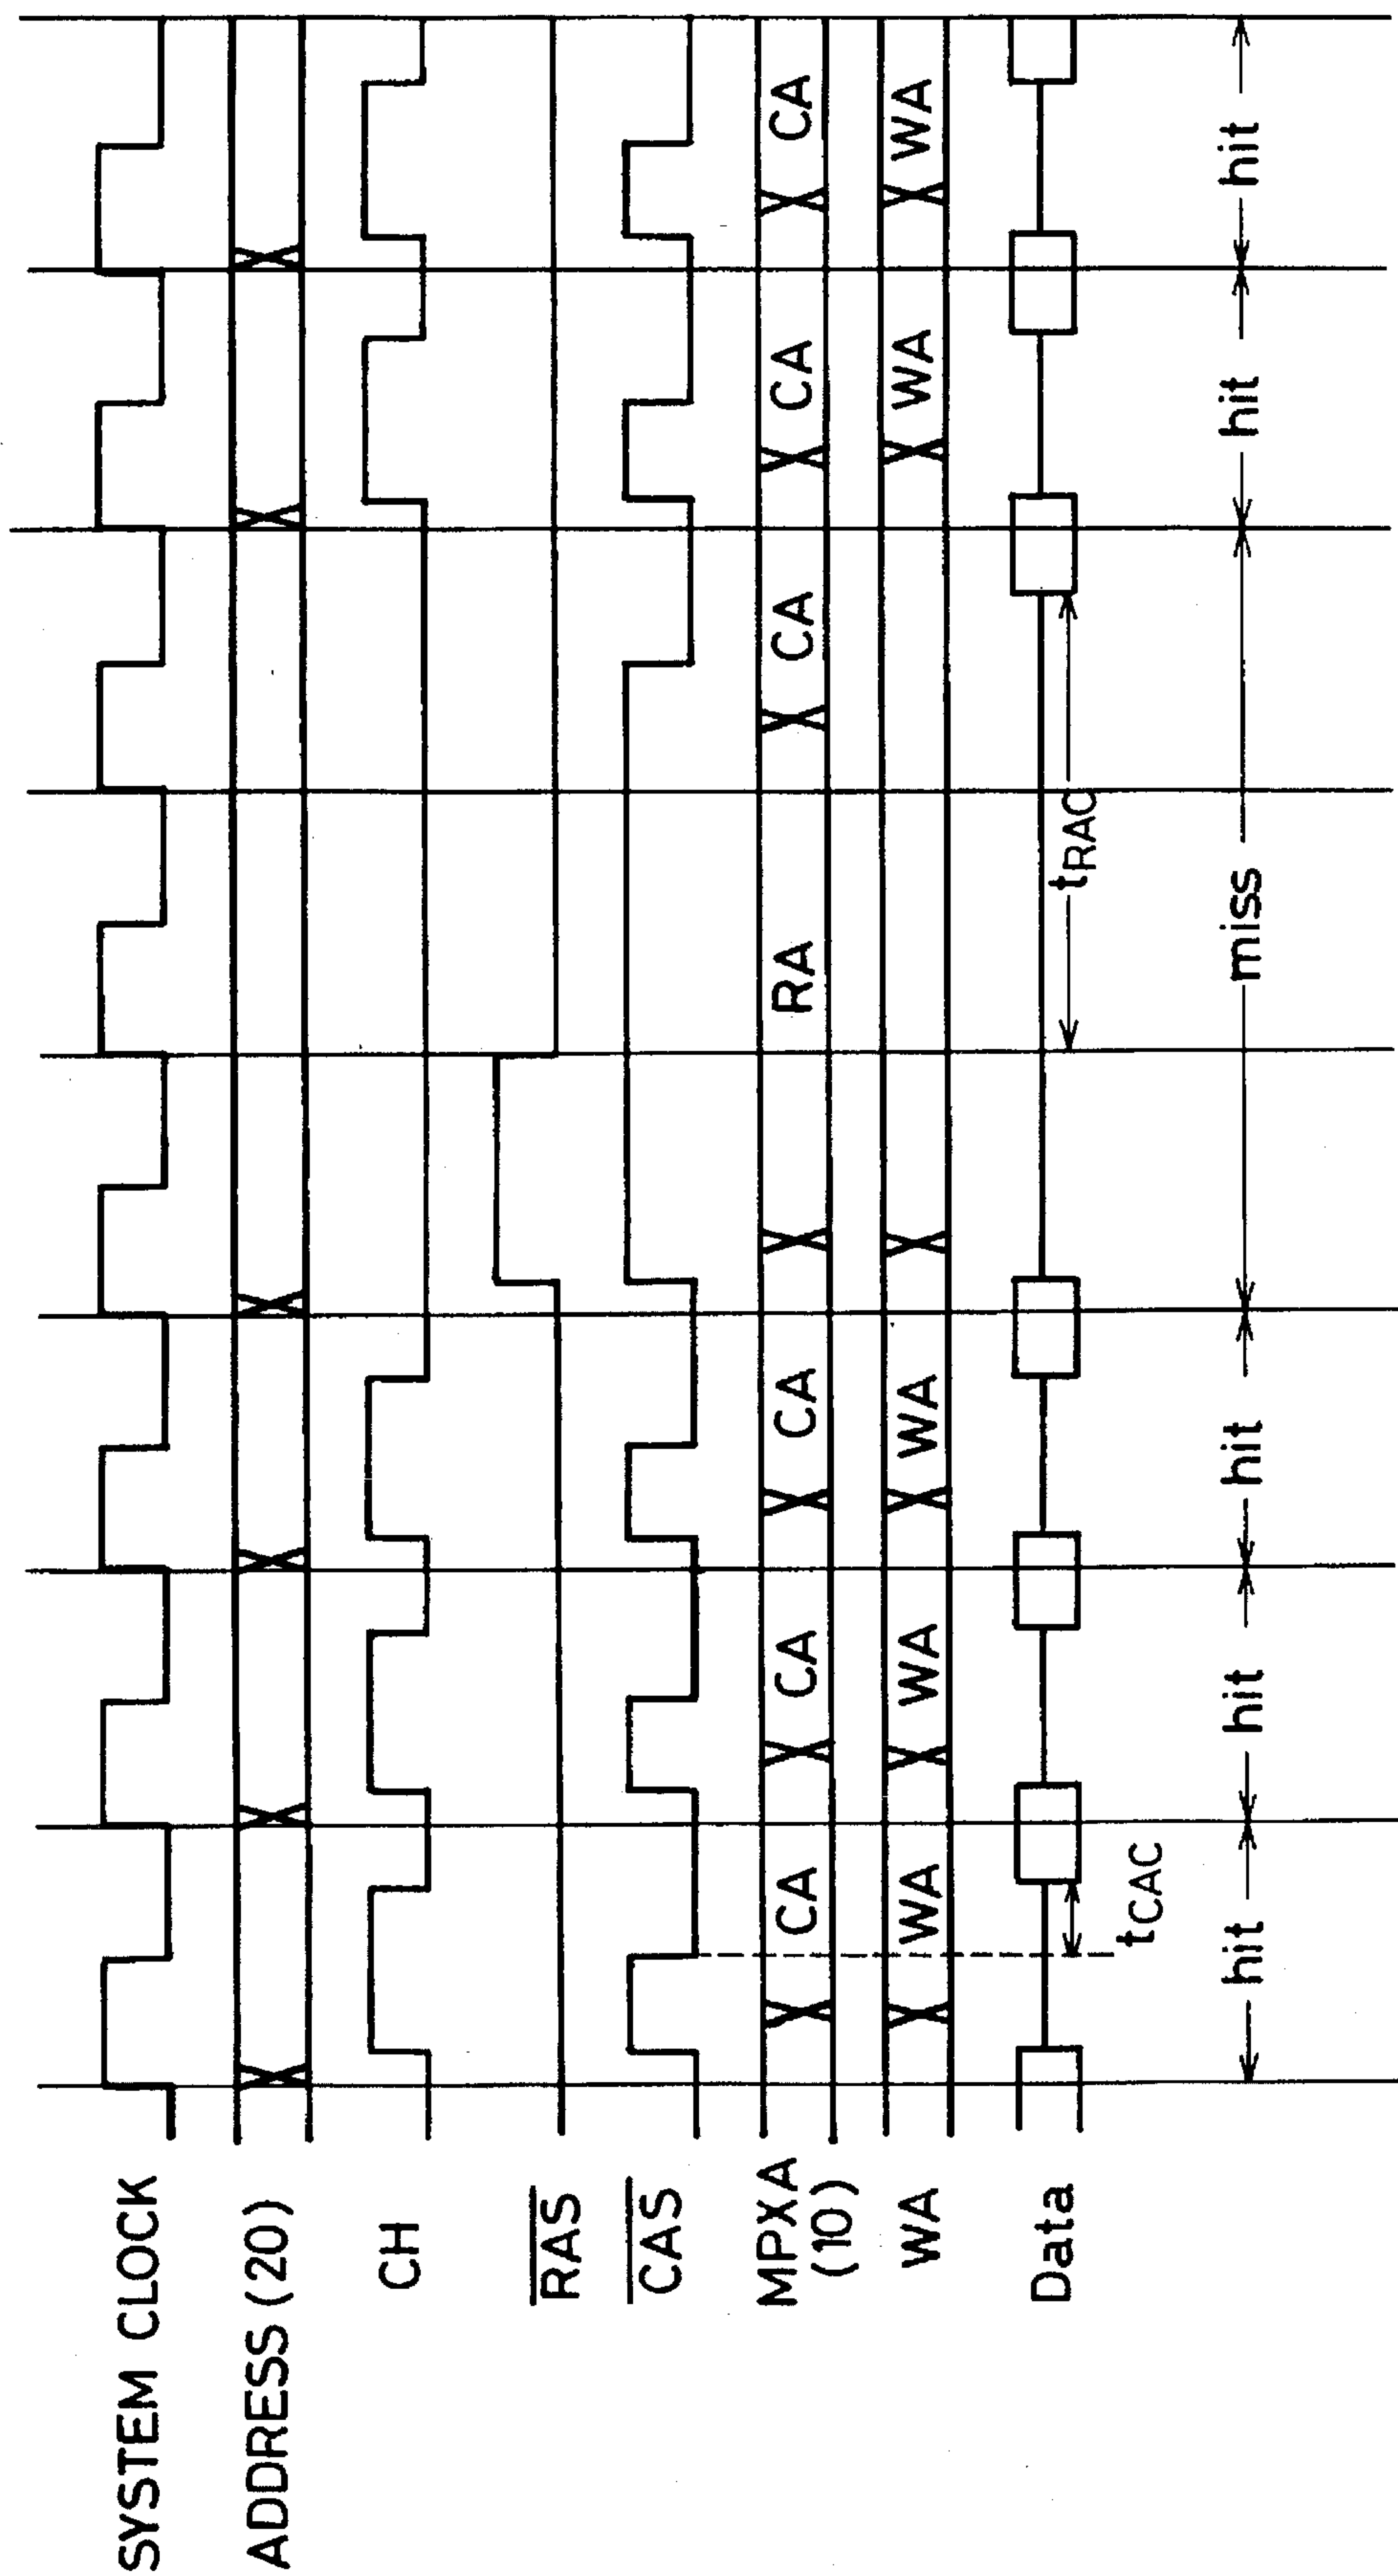 SYSTEM CLOCK
ADDRESS (20)
CH
RAS
CAS
MPXA
(10)
CA CA CA RA CA CA CA
WA
WA WA WA WA WA
Data
tCAC
tRAC
hit hit hit miss hit hit